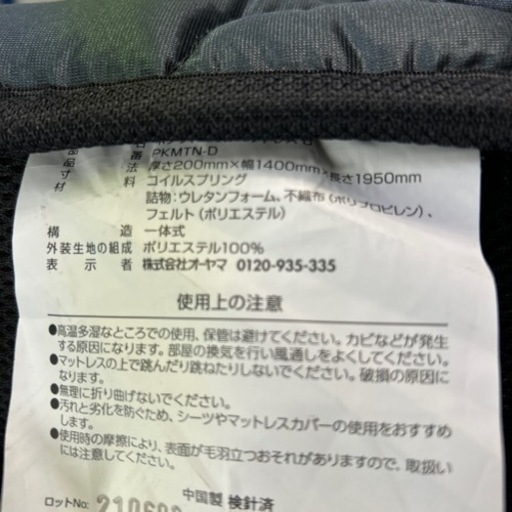 PKMTN-D
厚さ200mm×幅1400mm×長さ1950mm
材 料 コイルスプリング
詰物:ウレタンフォーム、不織布(ポリプロピレン)、
フェルト(ポリエステル)
構 造 一体式
外装生地の組成 ポリエステル100%
表 示 者 株式会社オーヤマ 0120-935-335
使用上の注意
●高温多湿なところでの使用、保管は避けてください。カビなどが発生
する原因になります。部屋の換気を行い風通しをよくしてください。
●マットレスの上で跳んだり跳ねたりしないでください。破損の原因に
なります。
●無理に折り曲げないでください。
●汚れと劣化を防ぐため、シーツやマットレスカバーの使用をおすすめ
します。
●使用時の摩擦により、表面が毛羽立つおそれがありますので、取扱い
には注意してください。
中国製 検針済
ロットNo: